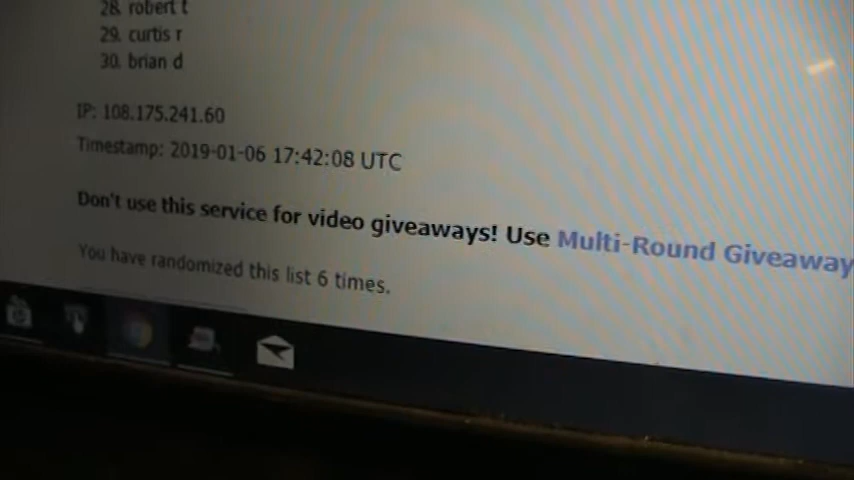 28. robert t
29. curtis r
30. brian d
IP: 108.175.241.60
Timestamp: 2019-01-06 17:42:08 UTC
Don't use this service for video giveaways! Use Multi-Round Giveaway
You have randomized this list 6 times.